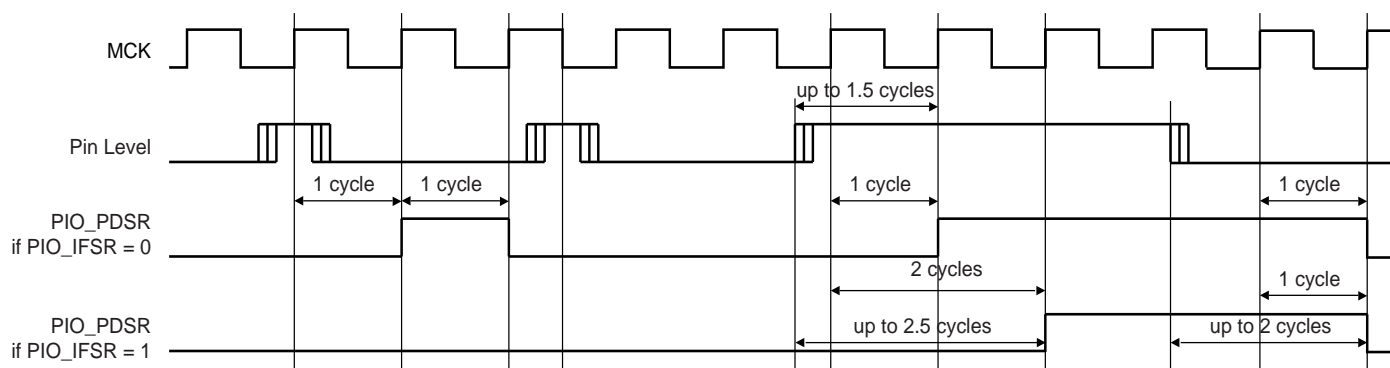 MCK
up to 1.5 cycles
Pin Level
1 cycle
1 cycle
1 cycle
1 cycle
PIO_PDSR
if PIO_IFSR = 0
2 cycles
1 cycle
PIO_PDSR
if PIO_IFSR = 1
up to 2.5 cycles
up to 2 cycles